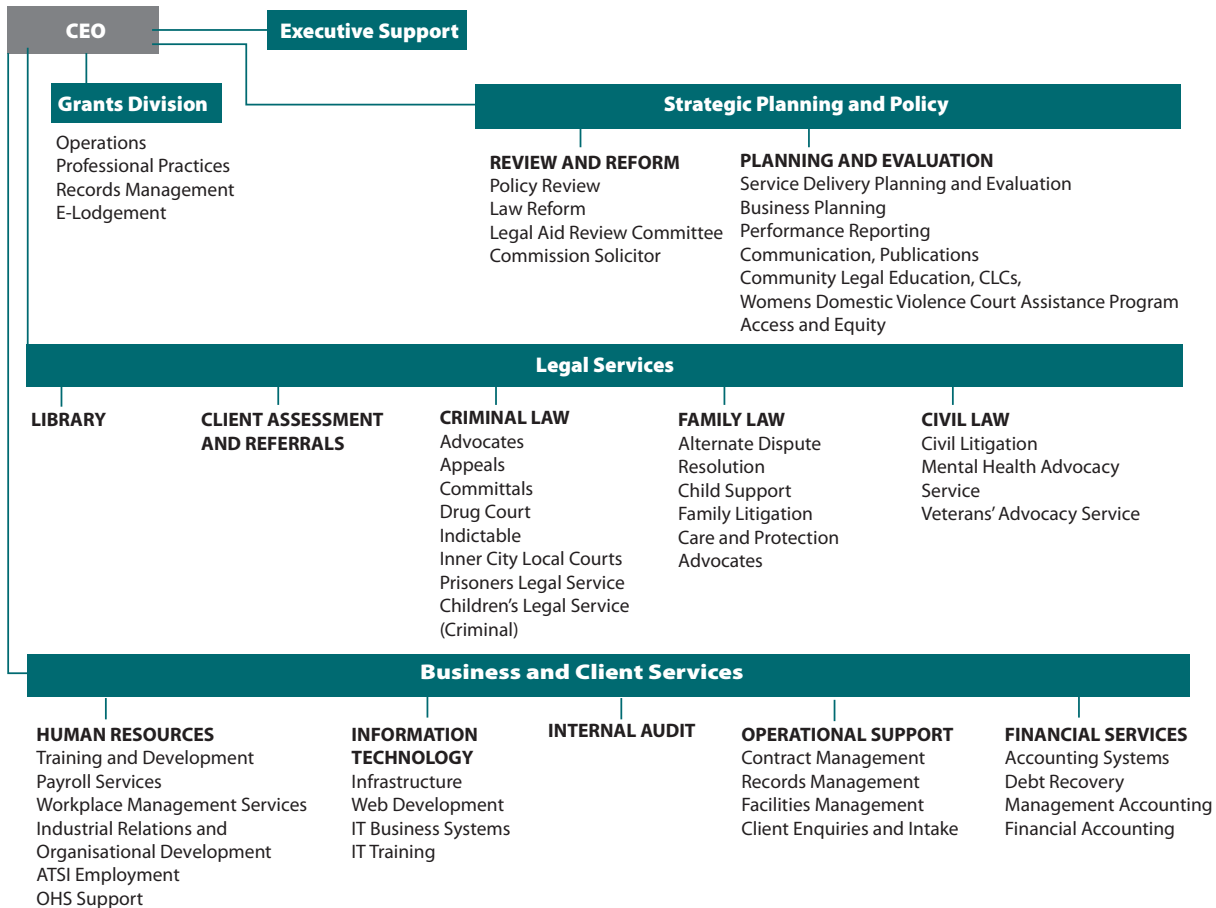 CEO
Executive Support
Grants Division
Operations
Professional Practices
Records Management
E-Lodgement
Strategic Planning and Policy
REVIEW AND REFORM
Policy Review
Law Reform
Legal Aid Review Committee
Commission Solicitor
PLANNING AND EVALUATION
Service Delivery Planning and Evaluation
Business Planning
Performance Reporting
Communication, Publications
Community Legal Education, CLCs,
Womens Domestic Violence Court Assistance Program
Access and Equity
Legal Services
LIBRARY
CLIENT ASSESSMENT
AND REFERRALS
CRIMINAL LAW
Advocates
Appeals
Committals
Drug Court
Indictable
Inner City Local Courts
Prisoners Legal Service
Children's Legal Service
(Criminal)
FAMILY LAW
Alternate Dispute
Resolution
Child Support
Family Litigation
Care and Protection
Advocates
CIVIL LAW
Civil Litigation
Mental Health Advocacy
Service
Veterans' Advocacy Service
Business and Client Services
HUMAN RESOURCES
Training and Development
Payroll Services
Workplace Management Services
Industrial Relations and
Organisational Development
ATSI Employment
OHS Support
INFORMATION
TECHNOLOGY
Infrastructure
Web Development
IT Business Systems
IT Training
INTERNAL AUDIT
OPERATIONAL SUPPORT
Contract Management
Records Management
Facilities Management
Client Enquiries and Intake
FINANCIAL SERVICES
Accounting Systems
Debt Recovery
Management Accounting
Financial Accounting